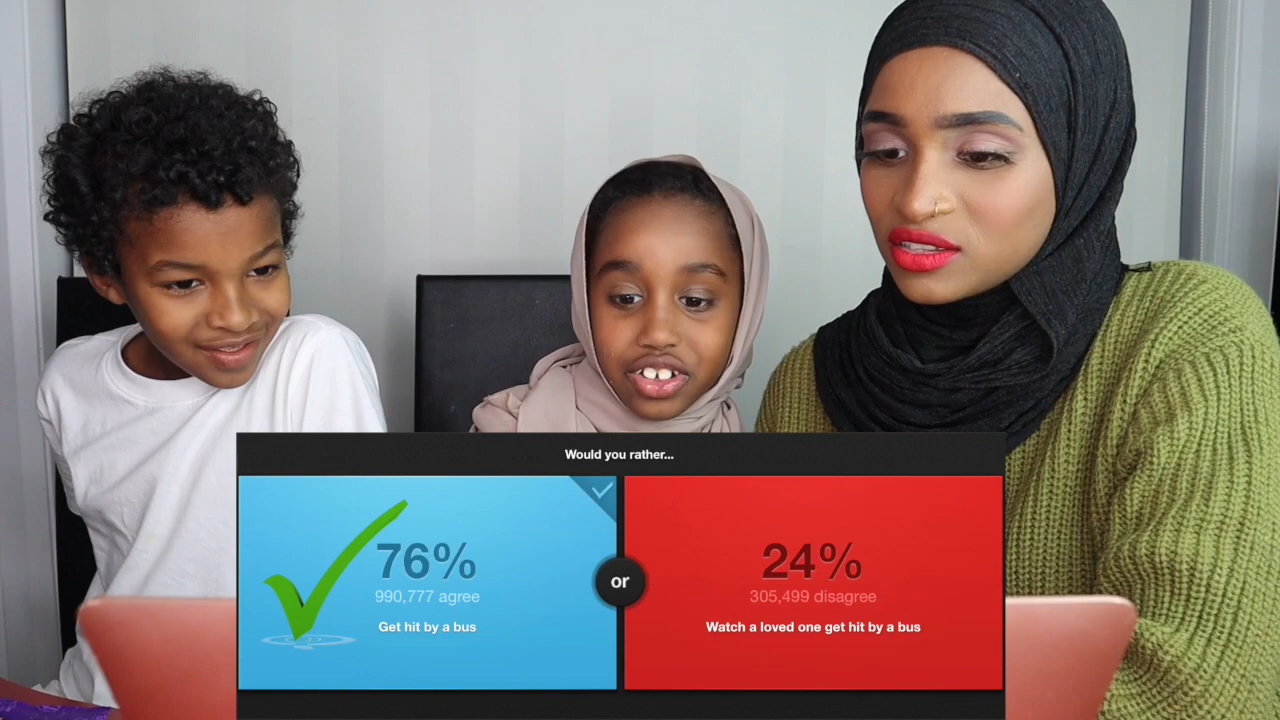 Would you rather...
76%
990,777 agree
Get hit by a bus
or
24%
305,499 disagree
Watch a loved one get hit by a bus